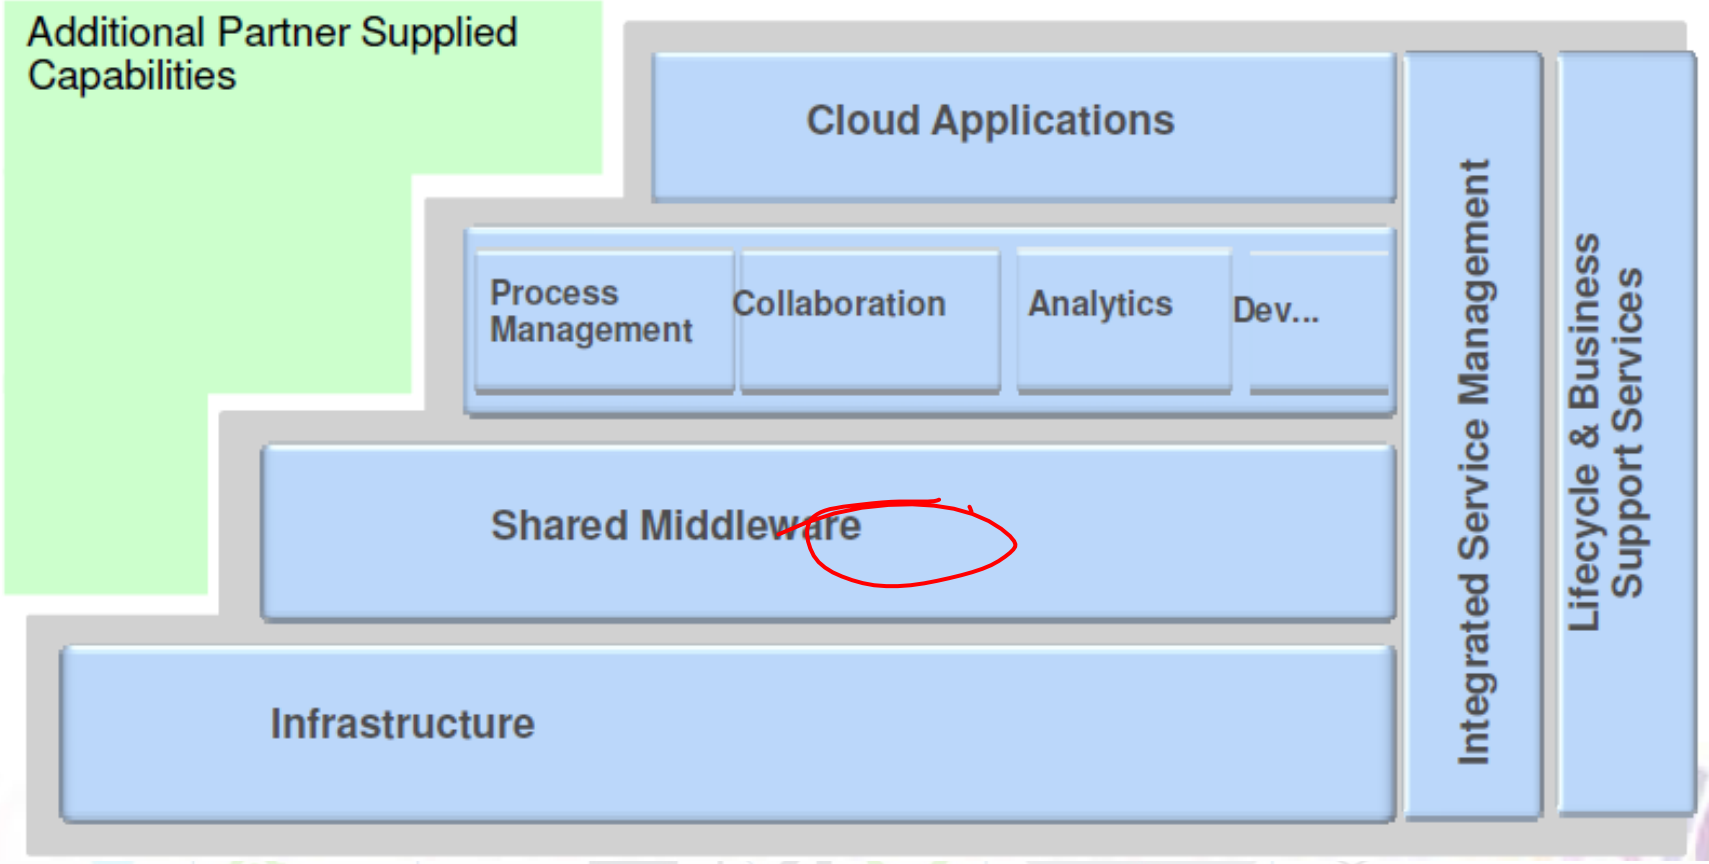 Additional Partner Supplied
Capabilities
Cloud Applications
Process
Management
Collaboration
Analytics
Dev...
Shared Middleware
Infrastructure
Integrated Service Management
Lifecycle & Business
Support Services